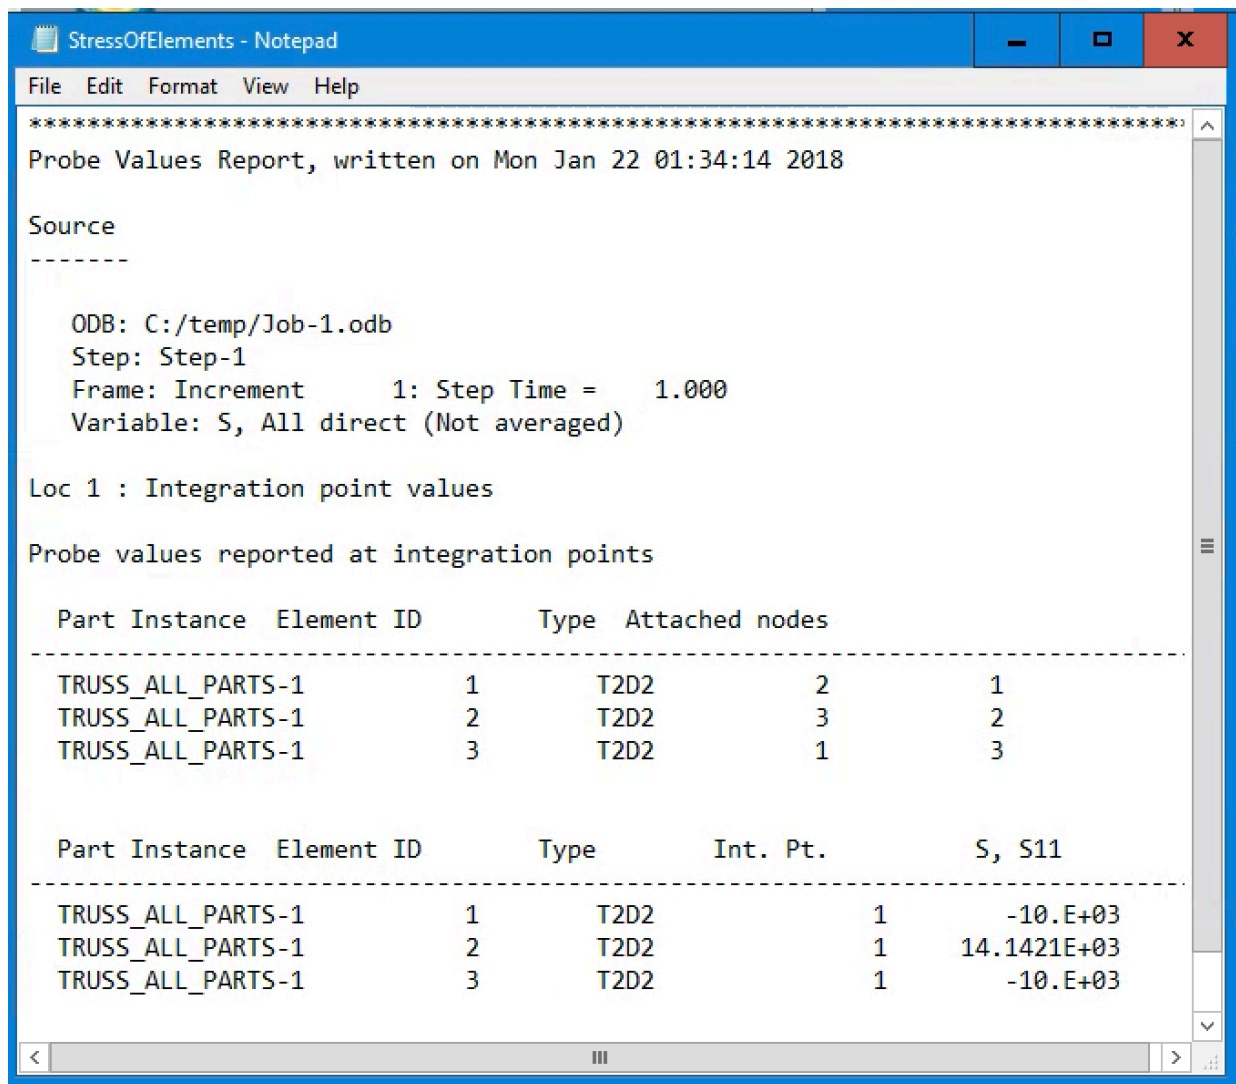 StressOfElements - Notepad
File Edit Format View Help
*******************************************************************************
Probe Values Report, written on Mon Jan 22 01:34:14 2018
Source
-------
ODB: C:/temp/Job-1.odb
Step: Step-1
Frame: Increment 1: Step Time = 1.000
Variable: S, All direct (Not averaged)
Loc 1 : Integration point values
Probe values reported at integration points
Part Instance Element ID Type Attached nodes
-------------------------------------------------------------------------------
TRUSS_ALL_PARTS-1 1 T2D2 2 1
TRUSS_ALL_PARTS-1 2 T2D2 3 2
TRUSS_ALL_PARTS-1 3 T2D2 1 3
Part Instance Element ID Type Int. Pt. S, S11
-------------------------------------------------------------------------------
TRUSS_ALL_PARTS-1 1 T2D2 1 -10.E+03
TRUSS_ALL_PARTS-1 2 T2D2 1 14.1421E+03
TRUSS_ALL_PARTS-1 3 T2D2 1 -10.E+03